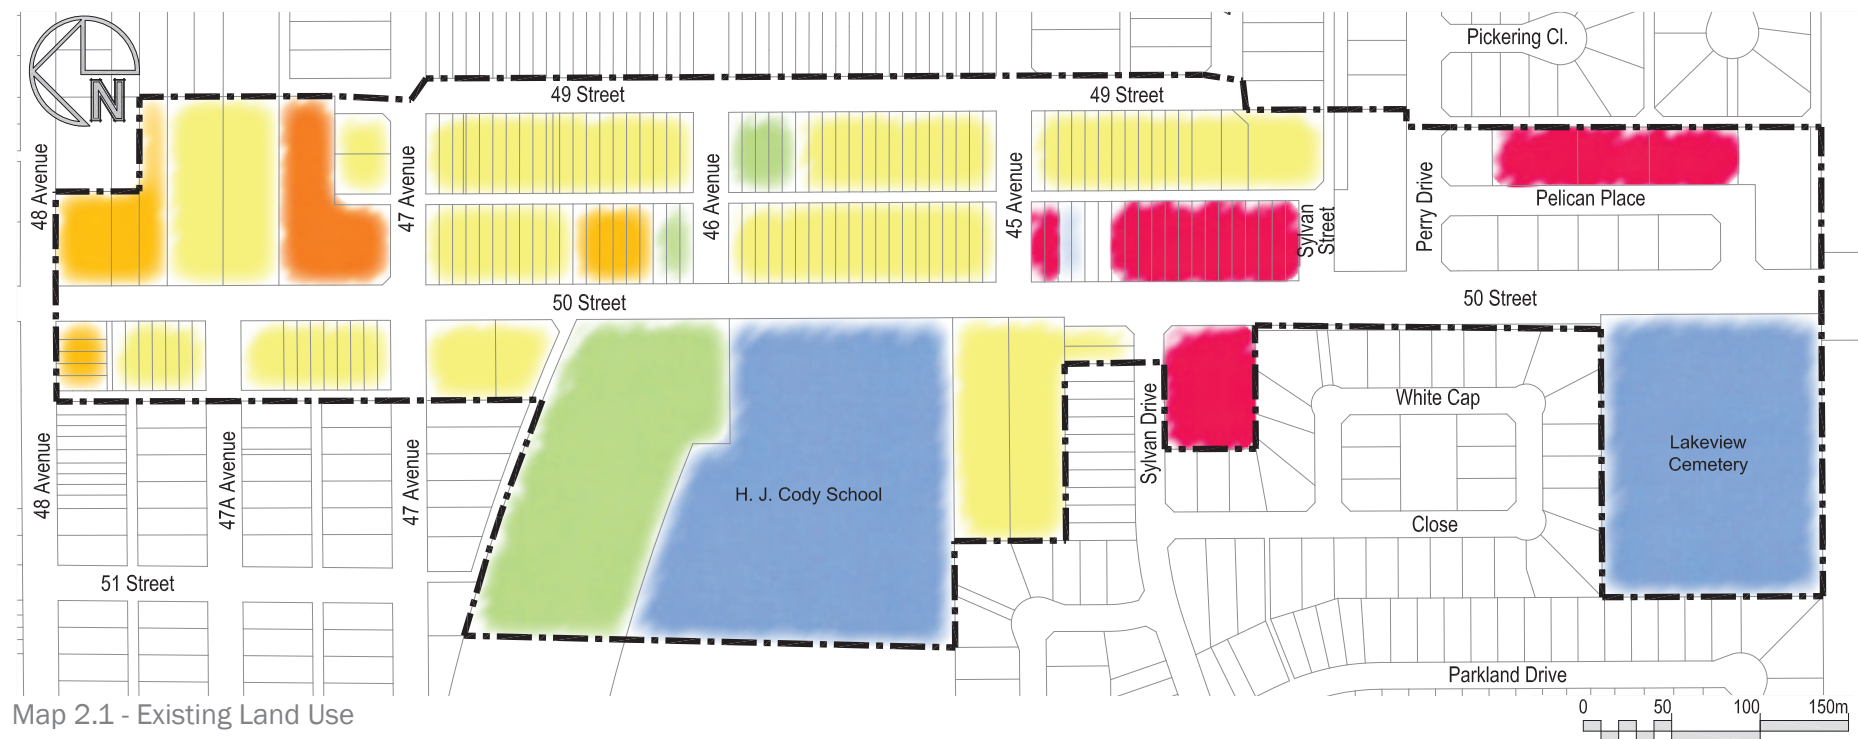 Pickering Cl.
49 Street
49 Street
N
48 Avenue
47 Avenue
46 Avenue
45 Avenue
Perry Drive
Pelican Place
Sylvan
Street
50 Street
50 Street
White Cap
Sylvan Drive
Lakeview
Cemetery
48 Avenue
47A Avenue
47 Avenue
H. J. Cody School
Close
51 Street
Parkland Drive
Map 2.1 - Existing Land Use
0 50 100 150m